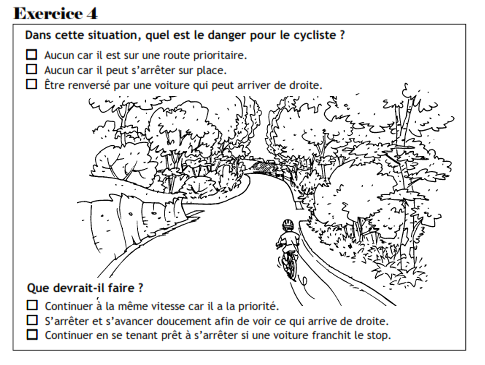 Exercice 4
Dans cette situation, quel est le danger pour le cycliste ?
Aucun car il est sur une route prioritaire.
Aucun car il peut s'arrêter sur place.
Être renversé par une voiture qui peut arriver de droite.
Que devrait-il faire ?
Continuer à la même vitesse car il a la priorité.
S'arrêter et s'avancer doucement afin de voir ce qui arrive de droite.
Continuer en se tenant prêt à s'arrêter si une voiture franchit le stop.